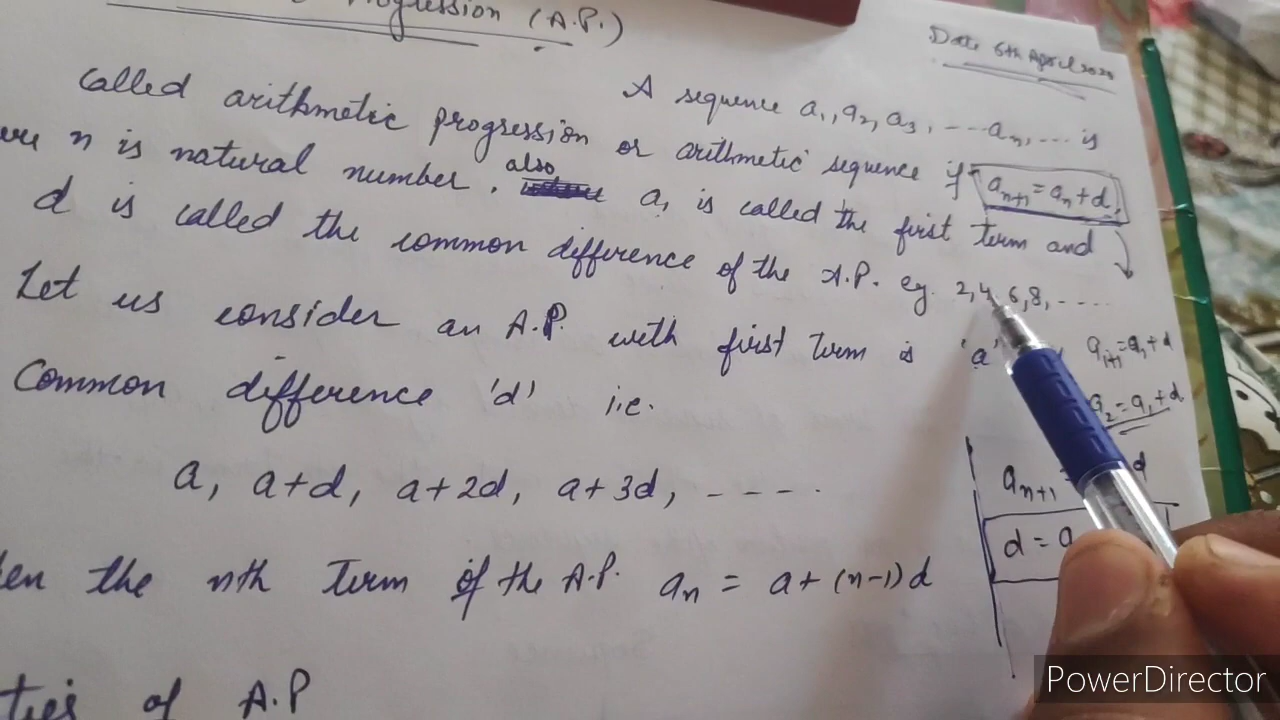 Progression (A.P.)
Date 6th April 2020
A sequence a₁, a₂, a₃, ---aₙ, ... is
called arithmetic progression or arithmetic sequence if aₙ₊₁ = aₙ + d,
n is natural number. also a₁ is called the first term and
d is called the common difference of the A.P. eg. 2,4,6,8, -----
Let us consider an A.P. with first term is 'a'
Common difference 'd' i.e.
a, a+d, a+2d, a+3d, ----.
the nth term of the A.P. aₙ = a + (n-1)d
of A.P
a₁₊₁ = a₁ + d
a₂ = a₁ + d
aₙ₊₁ = d
d = a
PowerDirector